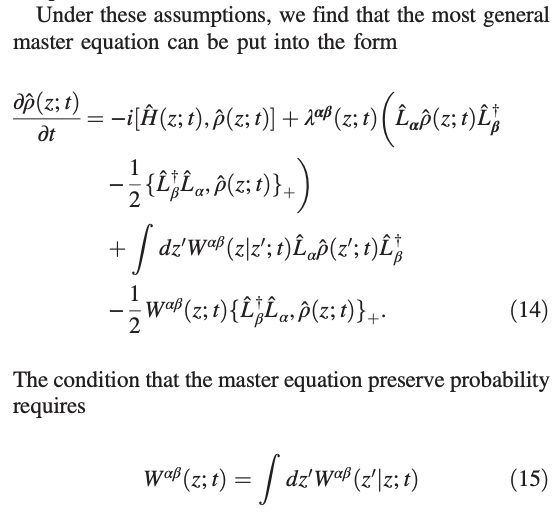 Under these assumptions, we find that the most general
master equation can be put into the form
∂ρ̂(z; t)/∂t = −i[Ĥ(z; t), ρ̂(z; t)] + λ^{αβ}(z; t)(L̂_α ρ̂(z; t)L̂_β^†
−1/2 {L̂_β^† L̂_α, ρ̂(z; t)}_+)
+ ∫ dz′W^{αβ}(z|z′; t)L̂_α ρ̂(z′; t)L̂_β^†
−1/2 W^{αβ}(z; t){L̂_β^† L̂_α, ρ̂(z; t)}_+. (14)
The condition that the master equation preserve probability
requires
W^{αβ}(z; t) = ∫ dz′W^{αβ}(z′|z; t) (15)